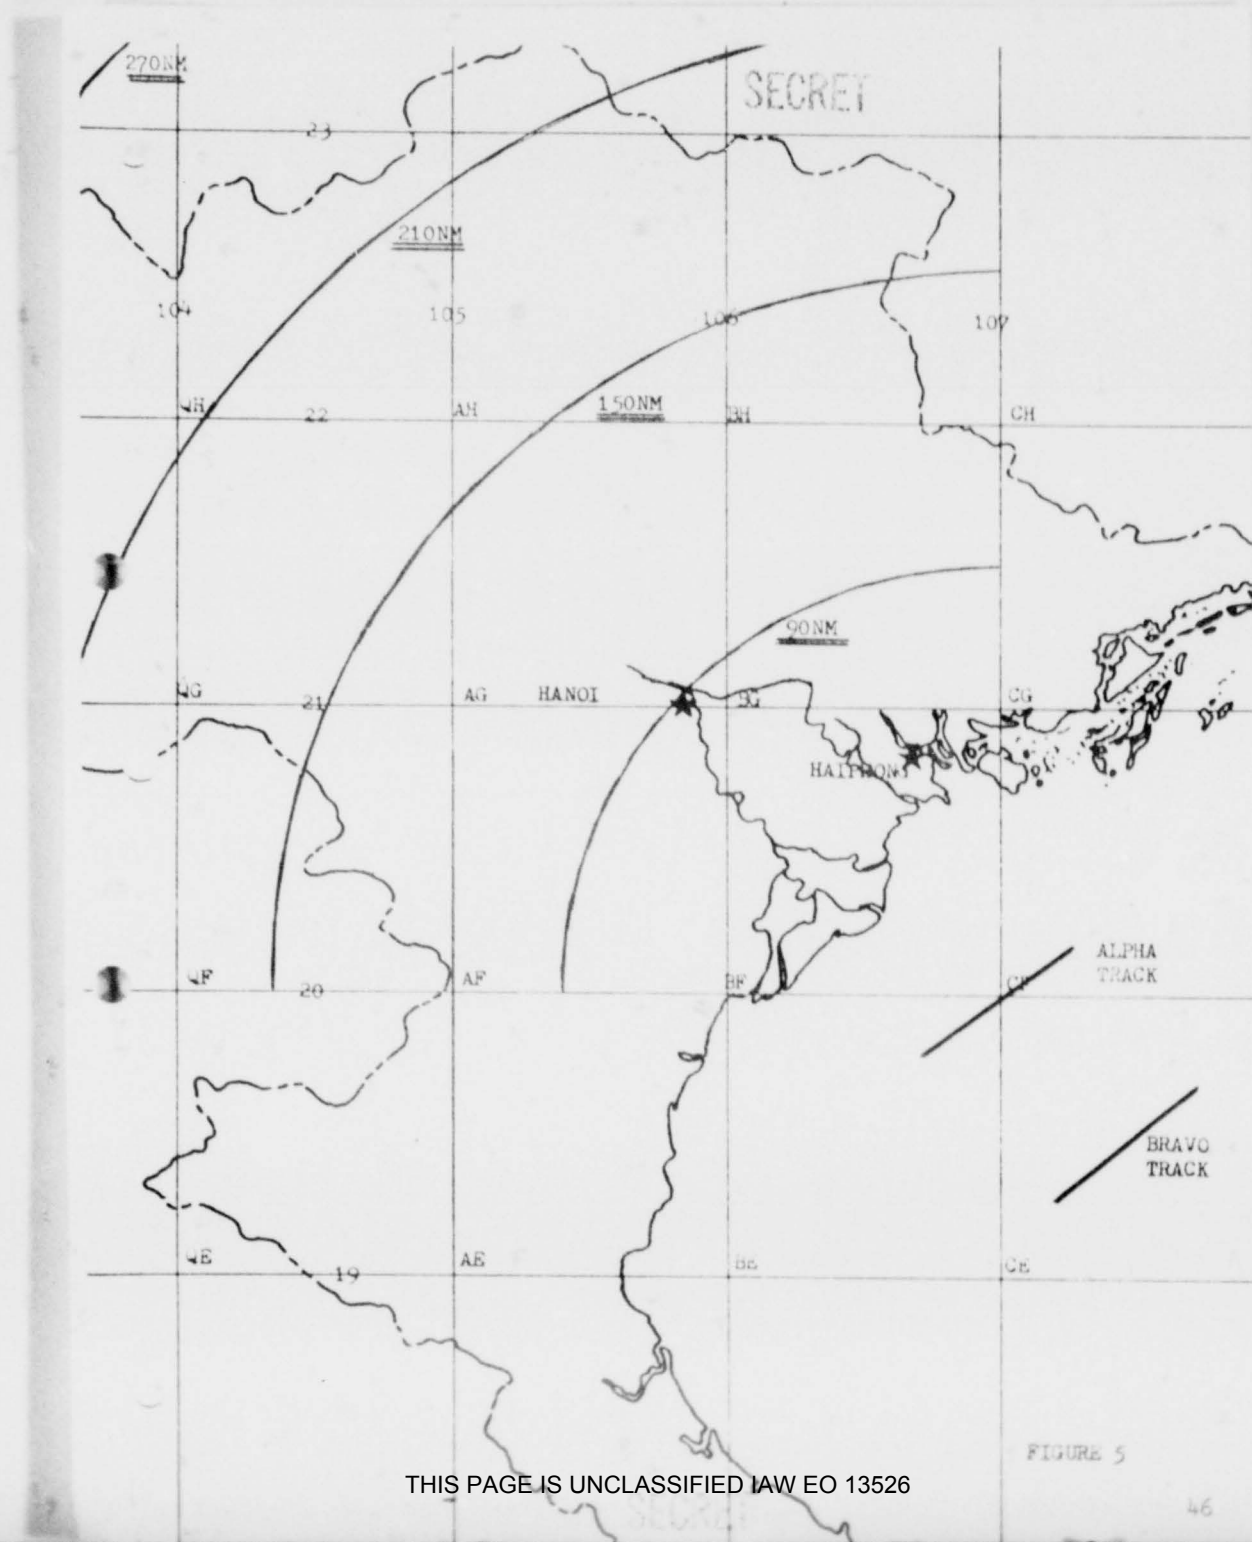 270NM
SECRET
23
210NM
104
105
106
107
150NM
QH
22
AH
BH
CH
90NM
QG
21
AG
HANOI
BG
CG
HAIPHONG
ALPHA
TRACK
QF
20
AF
BF
CF
BRAVO
TRACK
QE
19
AE
BE
CE
FIGURE 5
THIS PAGE IS UNCLASSIFIED IAW EO 13526
SECRET
46